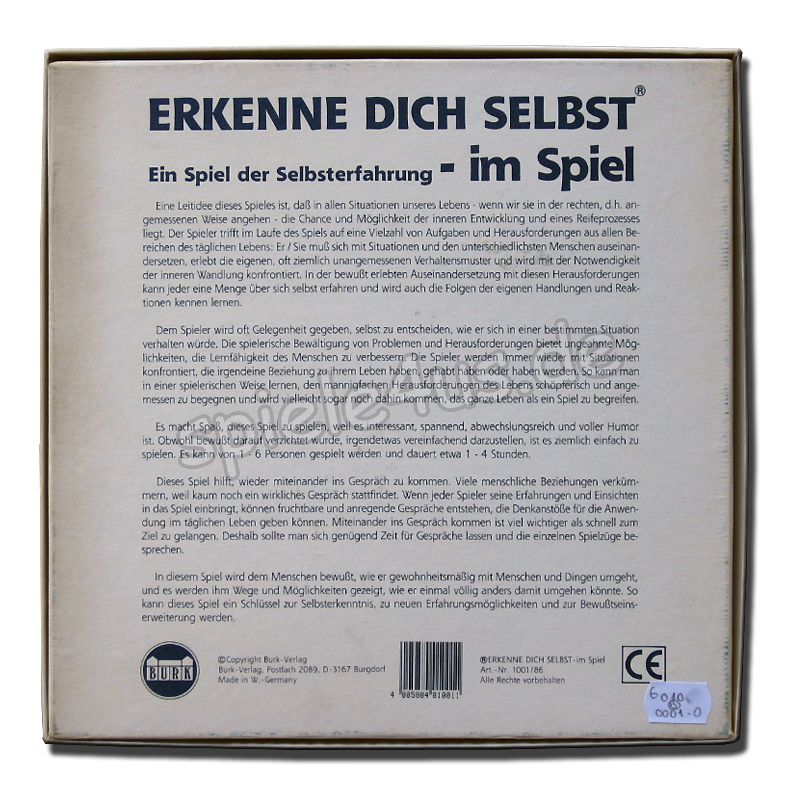 ERKENNE DICH SELBST®
Ein Spiel der Selbsterfahrung - im Spiel
Eine Leitidee dieses Spieles ist, daß in allen Situationen unseres Lebens - wenn wir sie in der rechten, d.h. an-
gemessenen Weise angehen - die Chance und Möglichkeit der inneren Entwicklung und eines Reifeprozesses
liegt. Der Spieler trifft im Laufe des Spiels auf eine Vielzahl von Aufgaben und Herausforderungen aus allen Be-
reichen des täglichen Lebens: Er / Sie muß sich mit Situationen und den unterschiedlichsten Menschen auseinan-
dersetzen, erlebt die eigenen, oft ziemlich unangemessenen Verhaltensmuster und wird mit der Notwendigkeit
der inneren Wandlung konfrontiert. In der bewußt erlebten Auseinandersetzung mit diesen Herausforderungen
kann jeder eine Menge über sich selbst erfahren und wird auch die Folgen der eigenen Handlungen und Reak-
tionen kennen lernen.
Dem Spieler wird oft Gelegenheit gegeben, selbst zu entscheiden, wie er sich in einer bestimmten Situation
verhalten würde. Die spielerische Bewältigung von Problemen und Herausforderungen bietet ungeahnte Mög-
lichkeiten, die Lernfähigkeit des Menschen zu verbessern. Die Spieler werden immer wieder mit Situationen
konfrontiert, die irgendeine Beziehung zu ihrem Leben haben, gehabt haben oder haben werden. So kann man
in einer spielerischen Weise lernen, den mannigfachen Herausforderungen des Lebens schöpferisch und ange-
messen zu begegnen und wird vielleicht sogar noch dahin kommen, das ganze Leben als ein Spiel zu begreifen.
Es macht Spaß, dieses Spiel zu spielen, weil es interessant, spannend, abwechslungsreich und voller Humor
ist. Obwohl bewußt darauf verzichtet wurde, irgendetwas vereinfachend darzustellen, ist es ziemlich einfach zu
spielen. Es kann von 1 - 6 Personen gespielt werden und dauert etwa 1 - 4 Stunden.
Dieses Spiel hilft, wieder miteinander ins Gespräch zu kommen. Viele menschliche Beziehungen verküm-
mern, weil kaum noch ein wirkliches Gespräch stattfindet. Wenn jeder Spieler seine Erfahrungen und Einsichten
in das Spiel einbringt, können fruchtbare und anregende Gespräche entstehen, die Denkanstöße für die Anwen-
dung im täglichen Leben geben können. Miteinander ins Gespräch kommen ist viel wichtiger als schnell zum
Ziel zu gelangen. Deshalb sollte man sich genügend Zeit für Gespräche lassen und die einzelnen Spielzüge be-
sprechen.
In diesem Spiel wird dem Menschen bewußt, wie er gewohnheitsmäßig mit Menschen und Dingen umgeht,
und es werden ihm Wege und Möglichkeiten gezeigt, wie er einmal völlig anders damit umgehen könnte. So
kann dieses Spiel ein Schlüssel zur Selbsterkenntnis, zu neuen Erfahrungsmöglichkeiten und zur Bewußtseins-
erweiterung werden.
spiele4us.de
BURK
©Copyright Burk-Verlag
Burk-Verlag, Postfach 2089, D-3167 Burgdorf
Made in W.-Germany
4 005884 010011
®ERKENNE DICH SELBST-im Spiel
Art.-Nr. 1001/86
Alle Rechte vorbehalten
CE
6010
0001-0